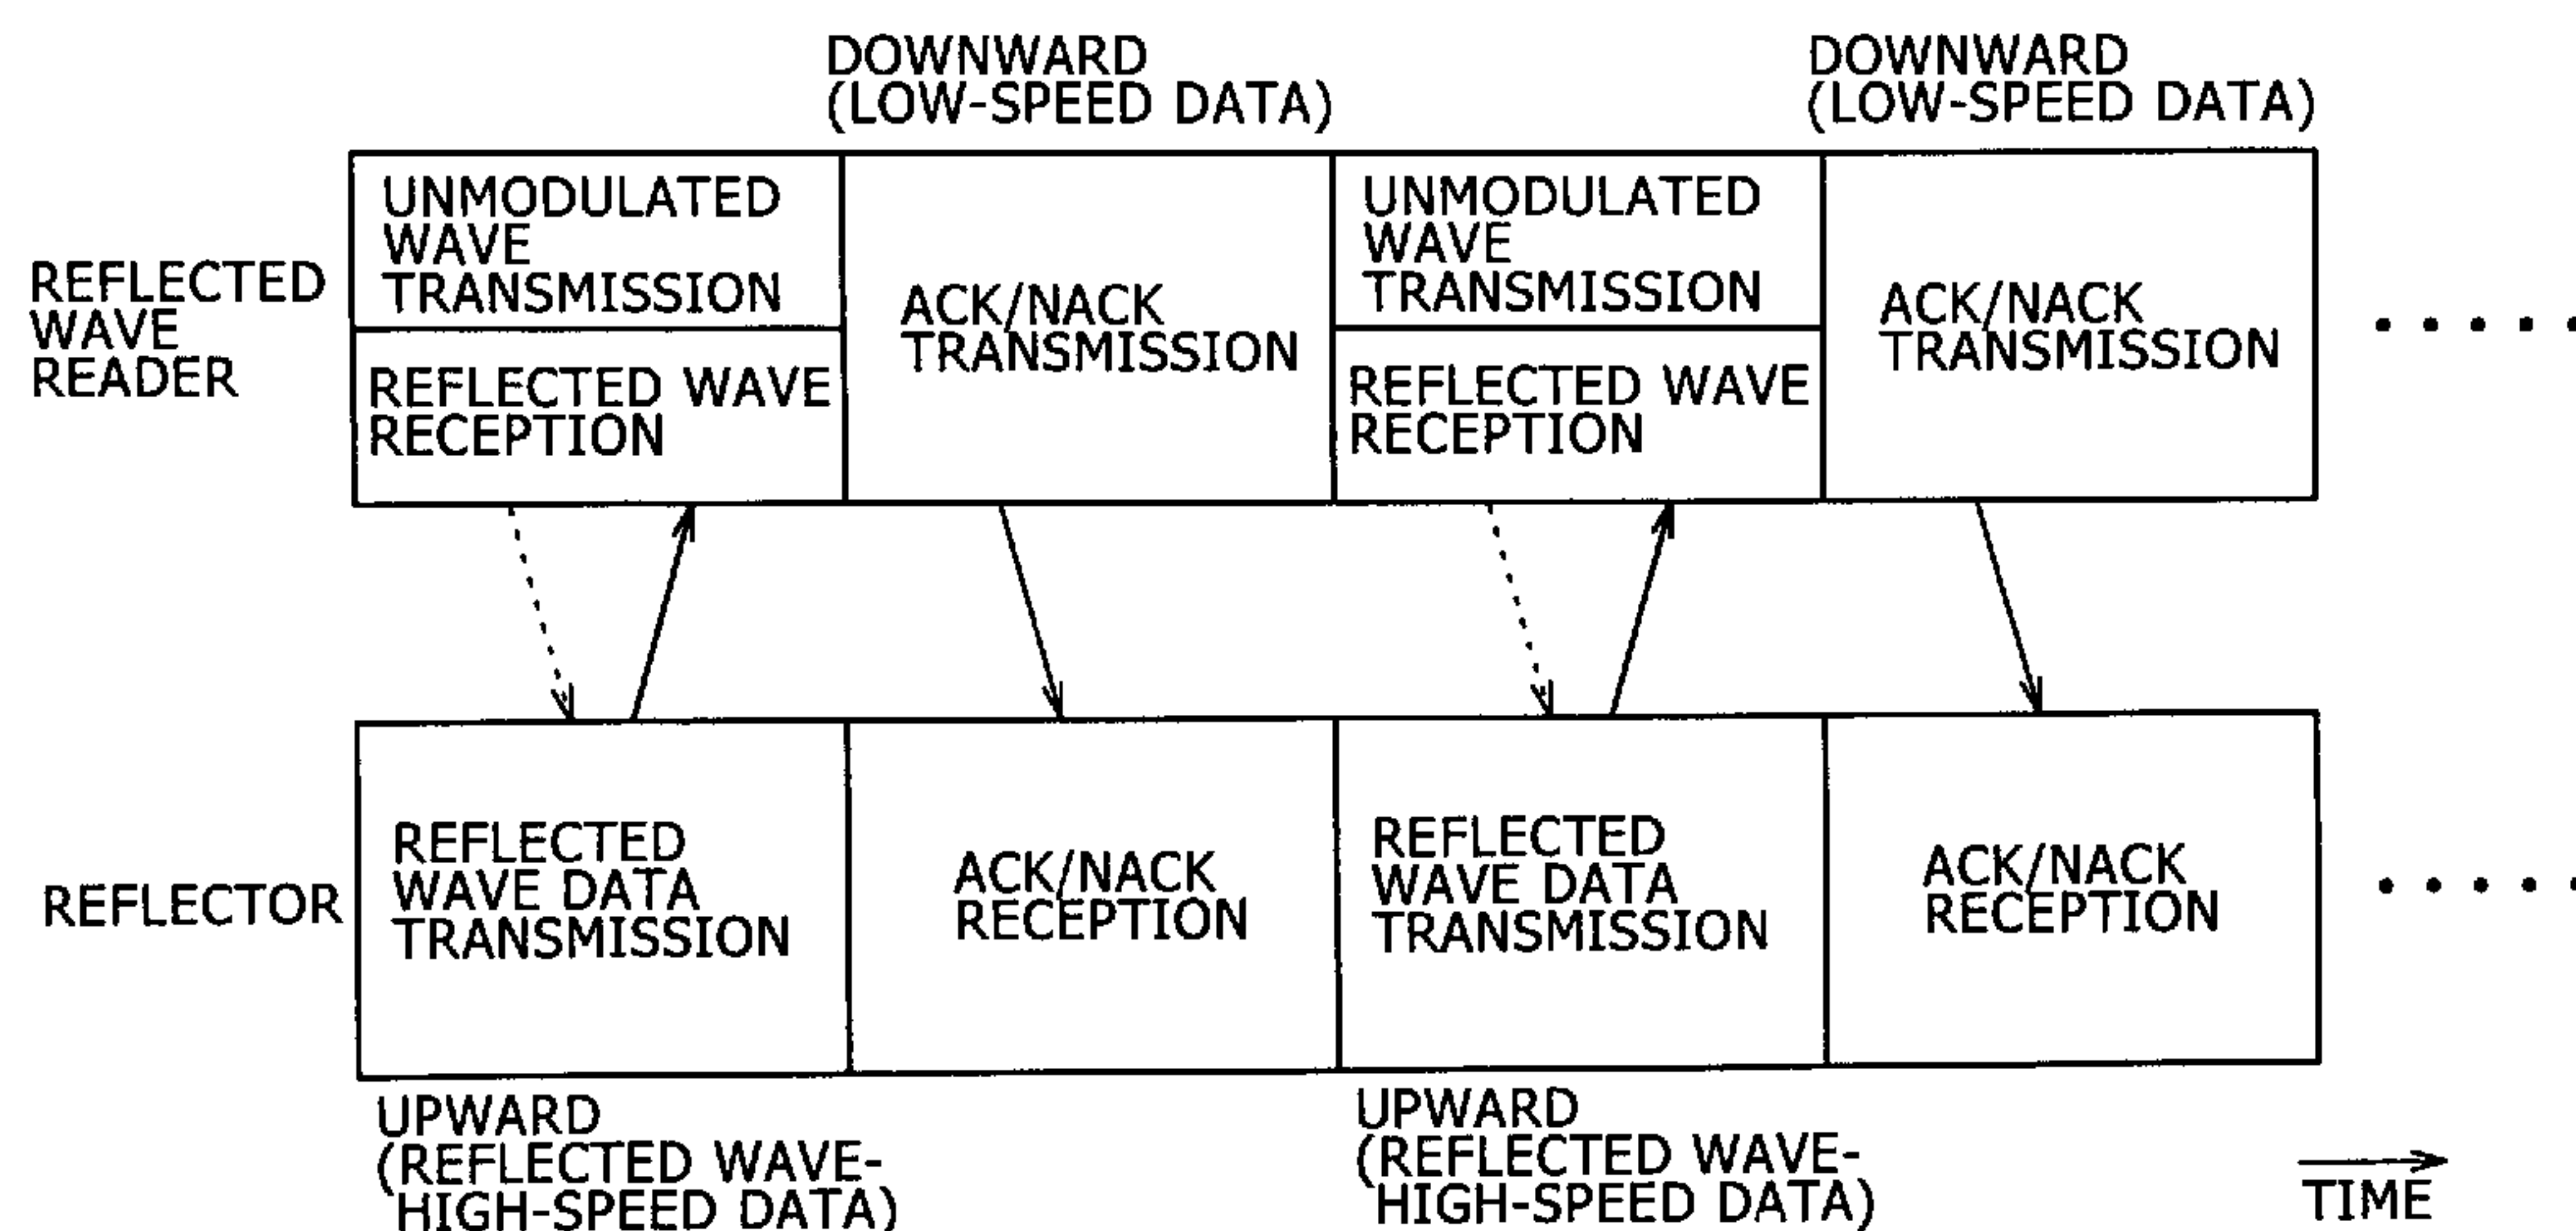 DOWNWARD
(LOW-SPEED DATA)
DOWNWARD
(LOW-SPEED DATA)
REFLECTED
WAVE
READER
UNMODULATED
WAVE
TRANSMISSION
REFLECTED WAVE
RECEPTION
ACK/NACK
TRANSMISSION
UNMODULATED
WAVE
TRANSMISSION
REFLECTED WAVE
RECEPTION
ACK/NACK
TRANSMISSION
REFLECTOR
REFLECTED
WAVE DATA
TRANSMISSION
ACK/NACK
RECEPTION
REFLECTED
WAVE DATA
TRANSMISSION
ACK/NACK
RECEPTION
UPWARD
(REFLECTED WAVE-
HIGH-SPEED DATA)
UPWARD
(REFLECTED WAVE-
HIGH-SPEED DATA)
TIME